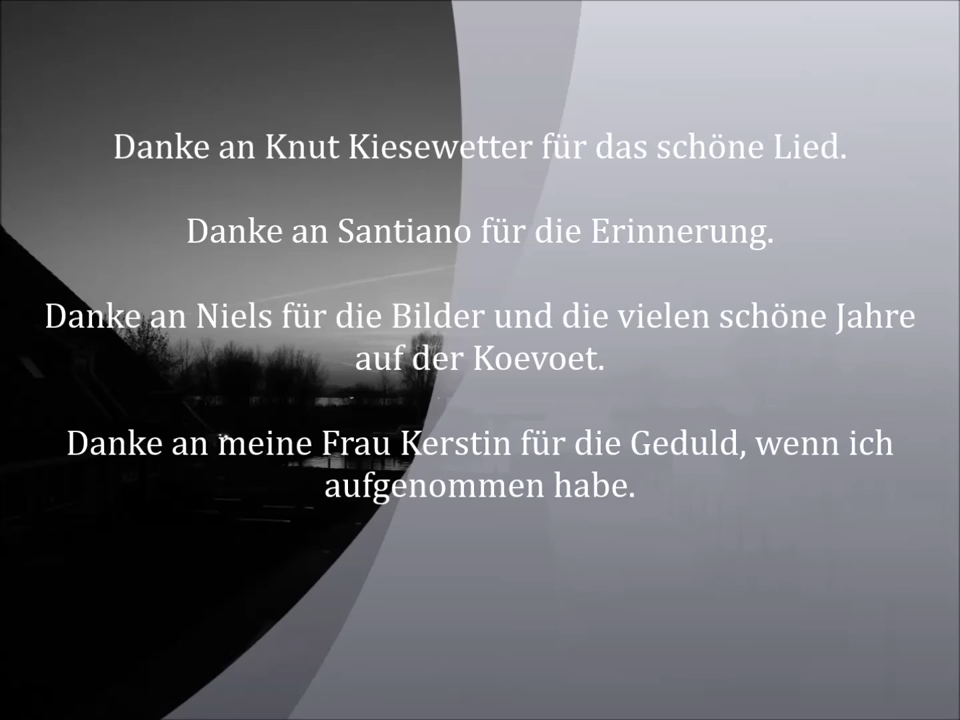 Danke an Knut Kiesewetter für das schöne Lied.
Danke an Santiano für die Erinnerung.
Danke an Niels für die Bilder und die vielen schöne Jahre
auf der Koevoet.
Danke an meine Frau Kerstin für die Geduld, wenn ich
aufgenommen habe.